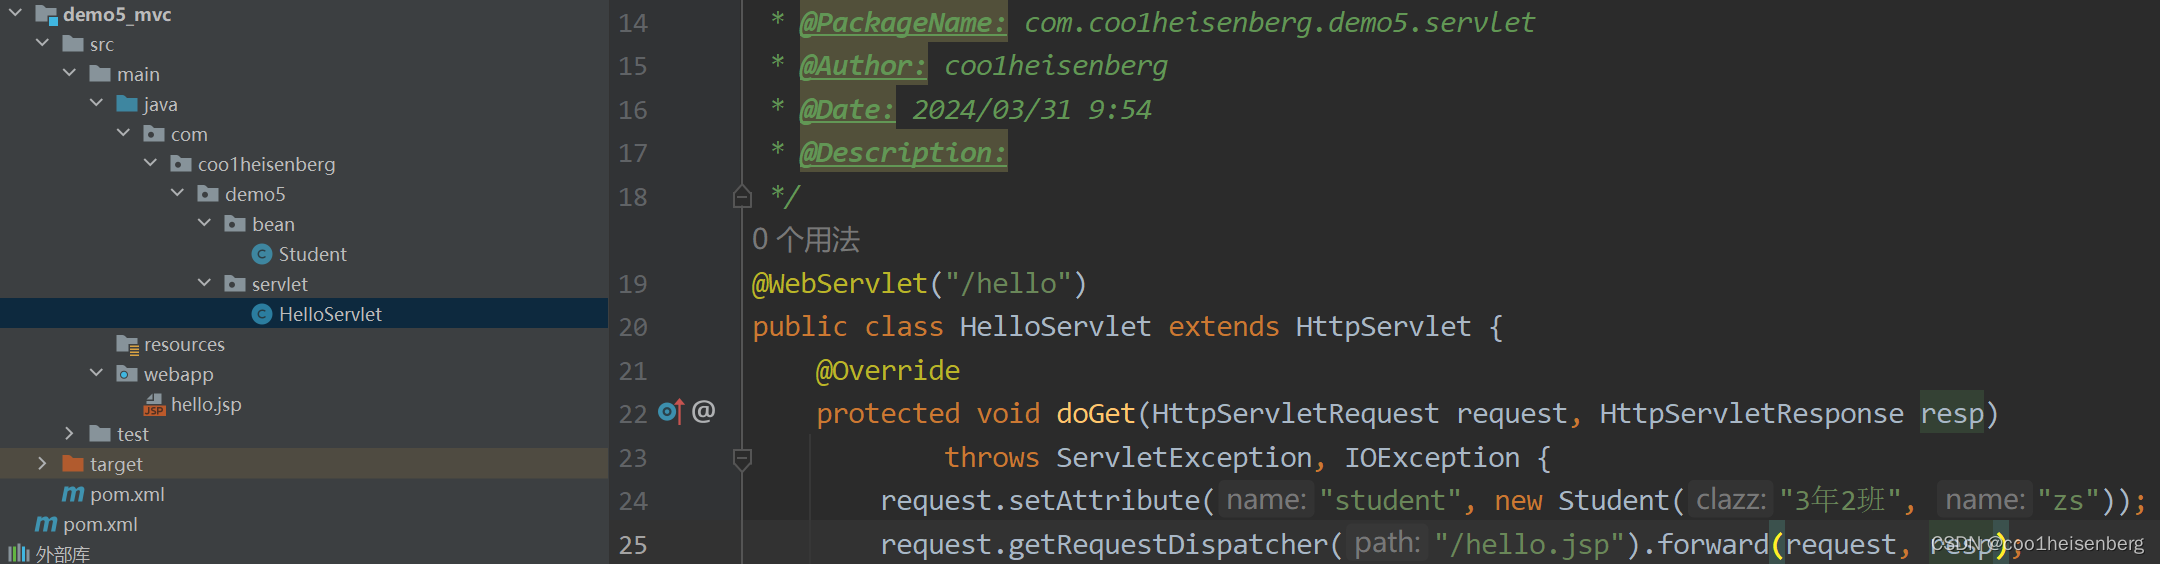 demo5_mvc
src
main
java
com
coo1heisenberg
demo5
bean
Student
servlet
HelloServlet
resources
webapp
hello.jsp
test
target
pom.xml
pom.xml
外部库
14 * @PackageName: com.coo1heisenberg.demo5.servlet
15 * @Author: coo1heisenberg
16 * @Date: 2024/03/31 9:54
17 * @Description:
18 */
0 个用法
19 @WebServlet("/hello")
20 public class HelloServlet extends HttpServlet {
21 @Override
22 protected void doGet(HttpServletRequest request, HttpServletResponse resp)
23 throws ServletException, IOException {
24 request.setAttribute( name: "student", new Student( clazz: "3年2班", name: "zs"));
25 request.getRequestDispatcher( path: "/hello.jsp").forward(request, resp);
CSDN @coo1heisenberg